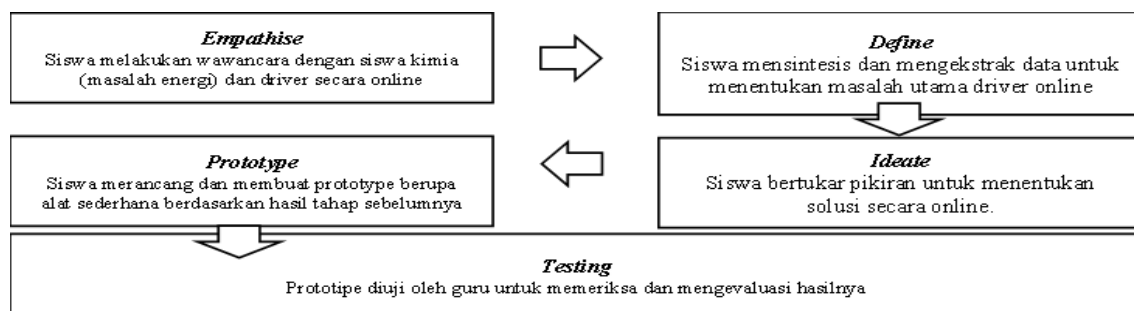 Empathise
Siswa melakukan wawancara dengan siswa kimia
(masalah energi) dan driver secara online
Define
Siswa mensintesis dan mengekstrak data untuk
menentukan masalah utama driver online
Ideate
Siswa bertukar pikiran untuk menentukan
solusi secara online.
Prototype
Siswa merancang dan membuat prototype berupa
alat sederhana berdasarkan hasil tahap sebelumnya
Testing
Prototipe diuji oleh guru untuk memeriksa dan mengevaluasi hasilnya